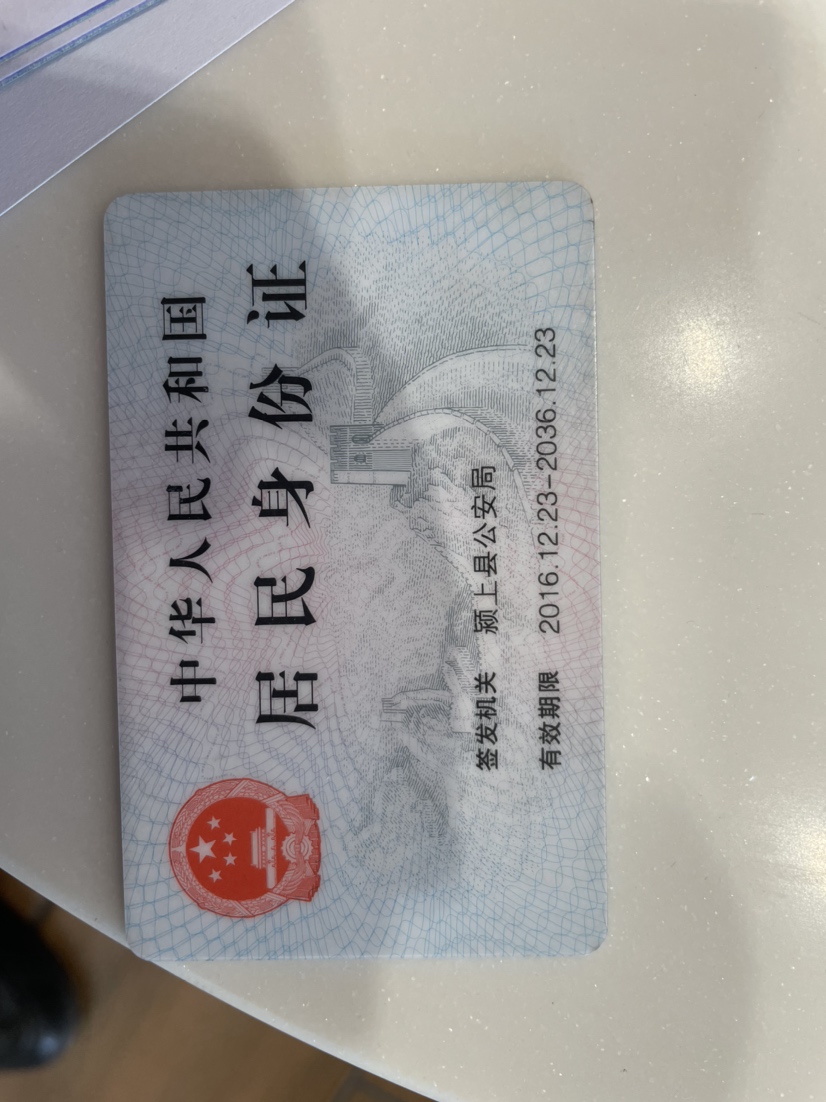 中华人民共和国
居民身份证
签发机关 颍上县公安局
有效期限 2016.12.23-2036.12.23